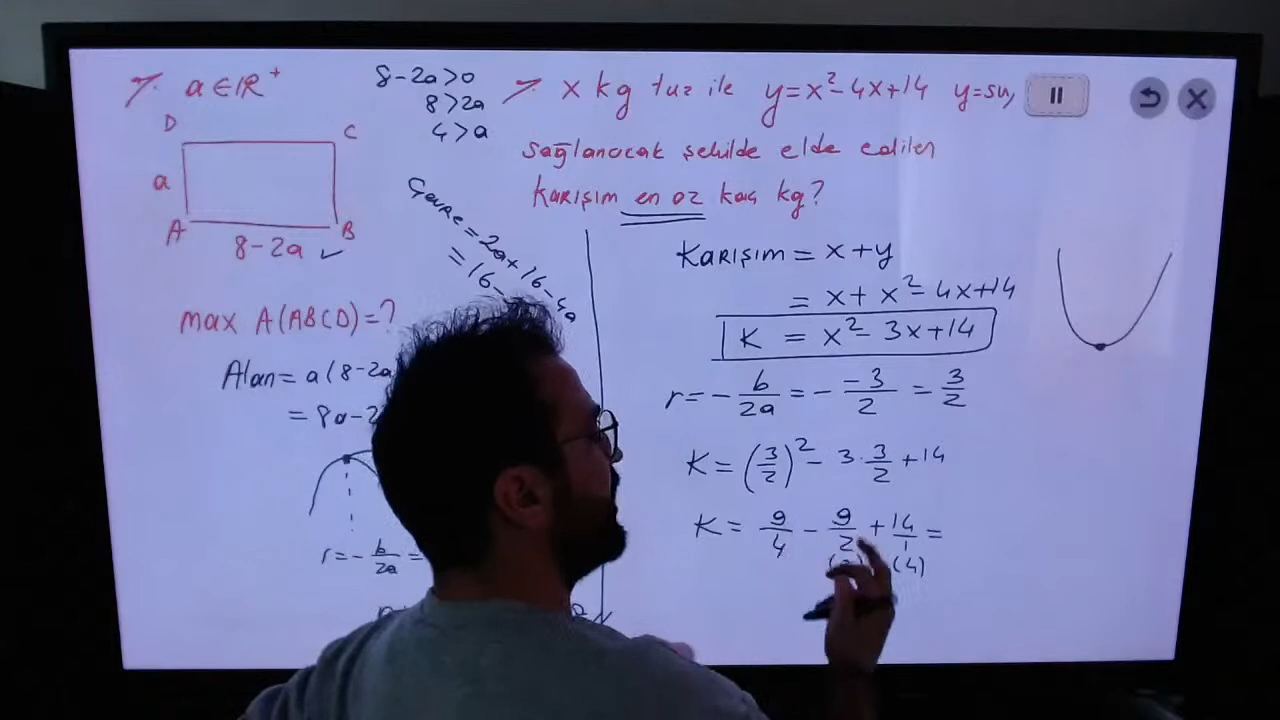 a ∈ ℝ⁺
D
C
a
A
B
8-2a
8-2a>0
8>2a
4>a
Çevre = 2a+16-4a
= 16-
max A(ABCD)=?
Alan = a(8-2a
= 8a-2
r = -b/2a =
x kg tuz ile y=x²-4x+14 y=su,
sağlanacak şekilde elde edilen
Karışım en az kaç kg?
Karışım = x+y
= x+x²-4x+14
K = x²-3x+14
r = -b/2a = - -3/2 = 3/2
K = (3/2)² - 3·3/2 + 14
K = 9/4 - 9/2 + 14/1 =
(4)